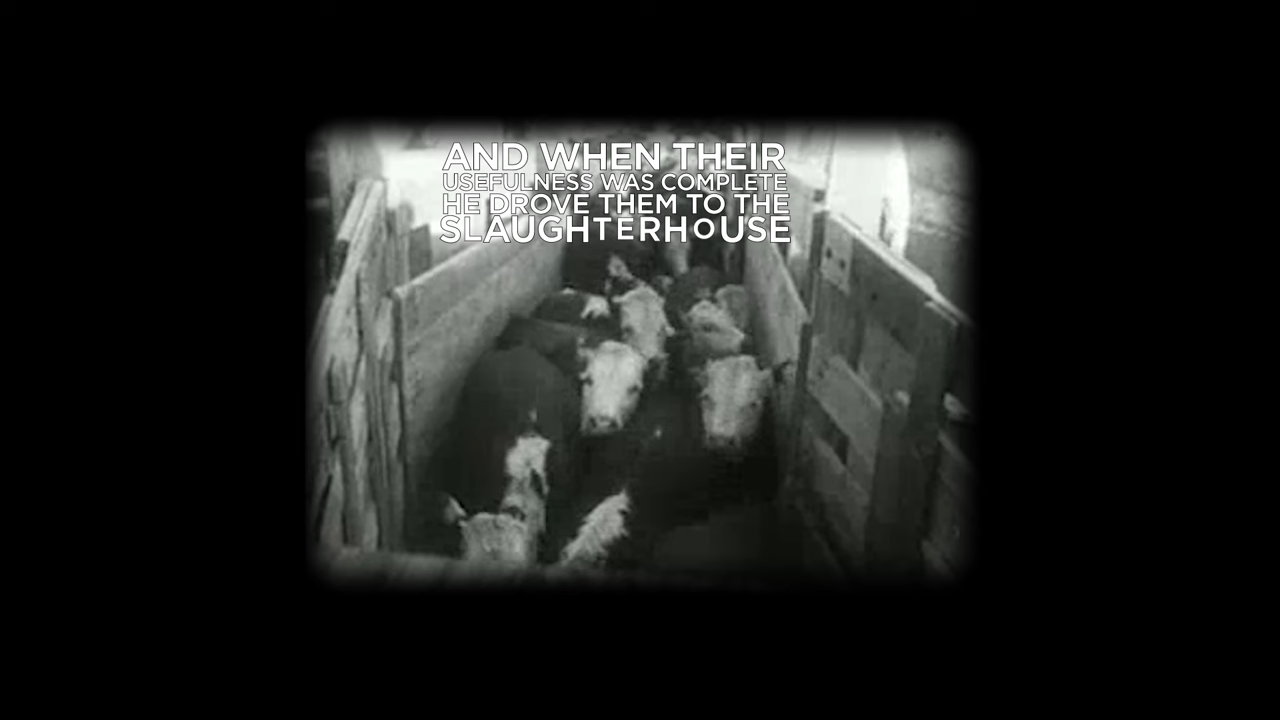 AND WHEN THEIR
USEFULNESS WAS COMPLETE
HE DROVE THEM TO THE
SLAUGHTERHOUSE